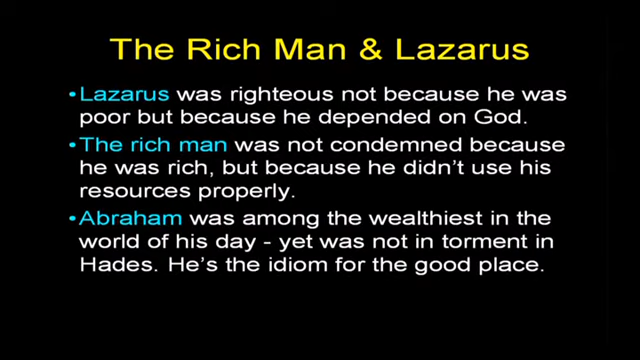 The Rich Man & Lazarus
•Lazarus was righteous not because he was
poor but because he depended on God.
•The rich man was not condemned because
he was rich, but because he didn't use his
resources properly.
•Abraham was among the wealthiest in the
world of his day - yet was not in torment in
Hades. He's the idiom for the good place.